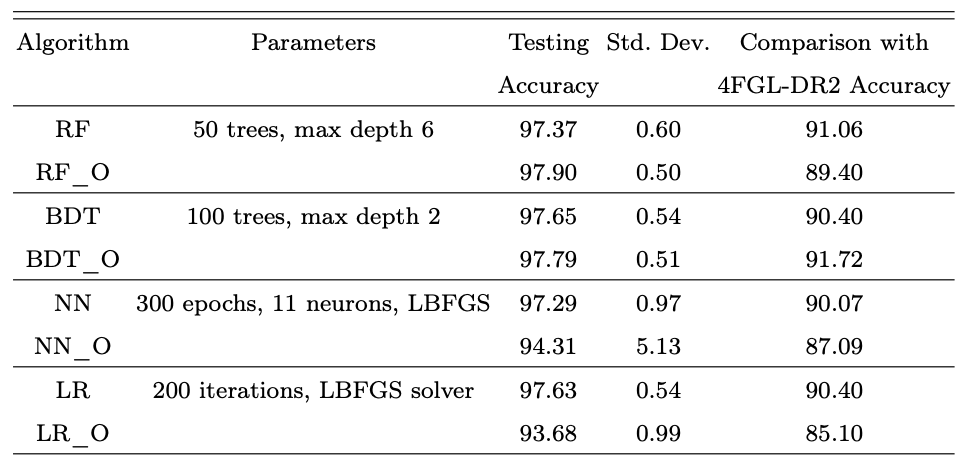 Algorithm Parameters Testing Std. Dev. Comparison with
Accuracy 4FGL-DR2 Accuracy
RF 50 trees, max depth 6 97.37 0.60 91.06
RF_O 97.90 0.50 89.40
BDT 100 trees, max depth 2 97.65 0.54 90.40
BDT_O 97.79 0.51 91.72
NN 300 epochs, 11 neurons, LBFGS 97.29 0.97 90.07
NN_O 94.31 5.13 87.09
LR 200 iterations, LBFGS solver 97.63 0.54 90.40
LR_O 93.68 0.99 85.10